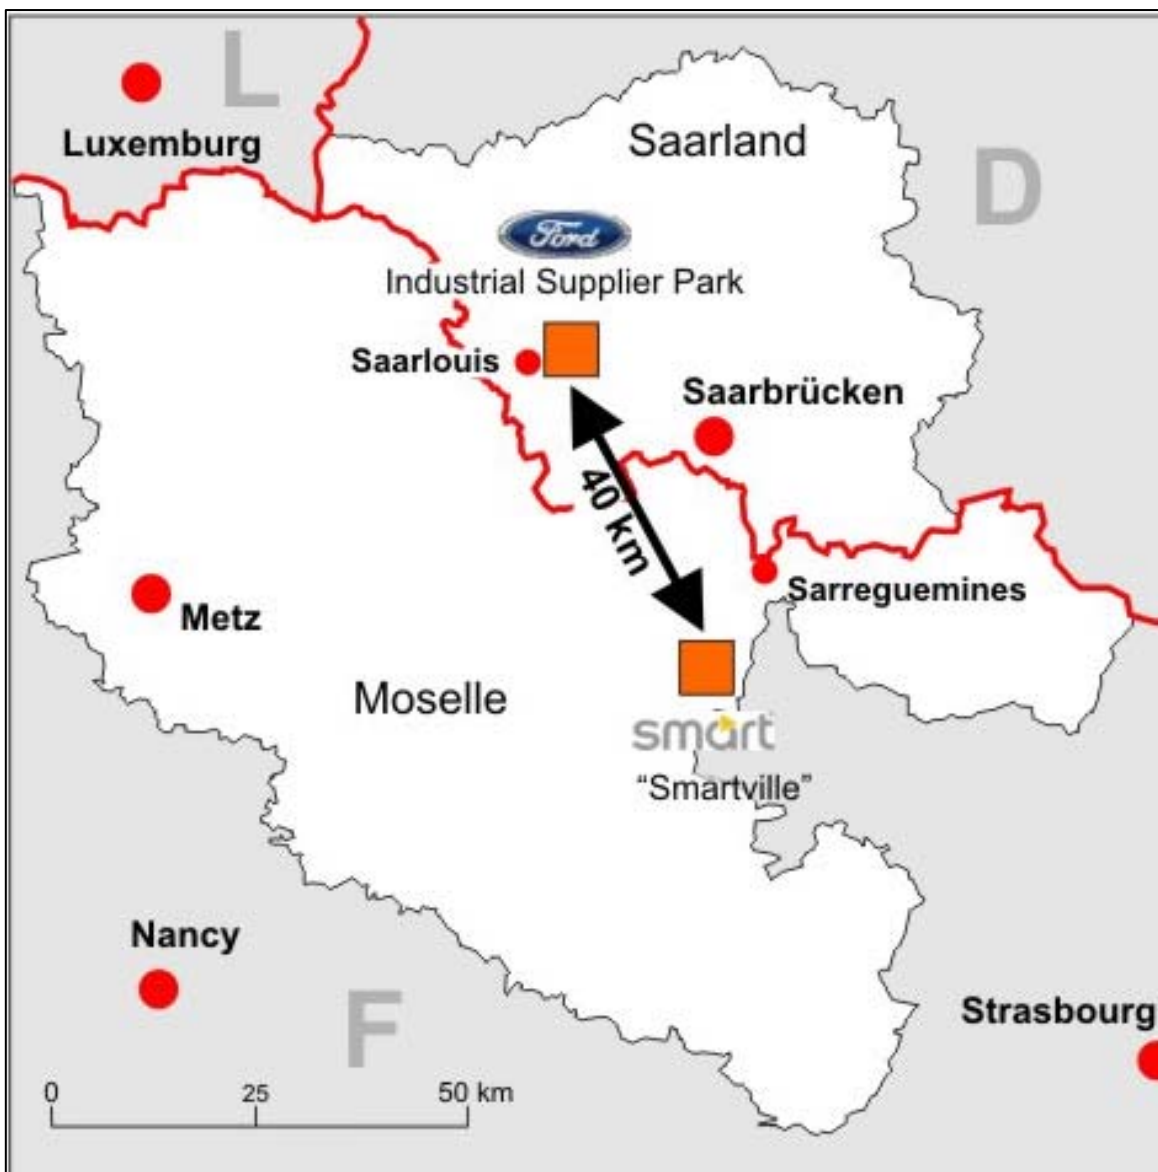 L
Luxemburg
Saarland
D
Ford
Industrial Supplier Park
Saarlouis
Saarbrücken
40 km
Sarreguemines
Metz
Moselle
smart
“Smartville”
Nancy
F
Strasbourg
0 25 50 km